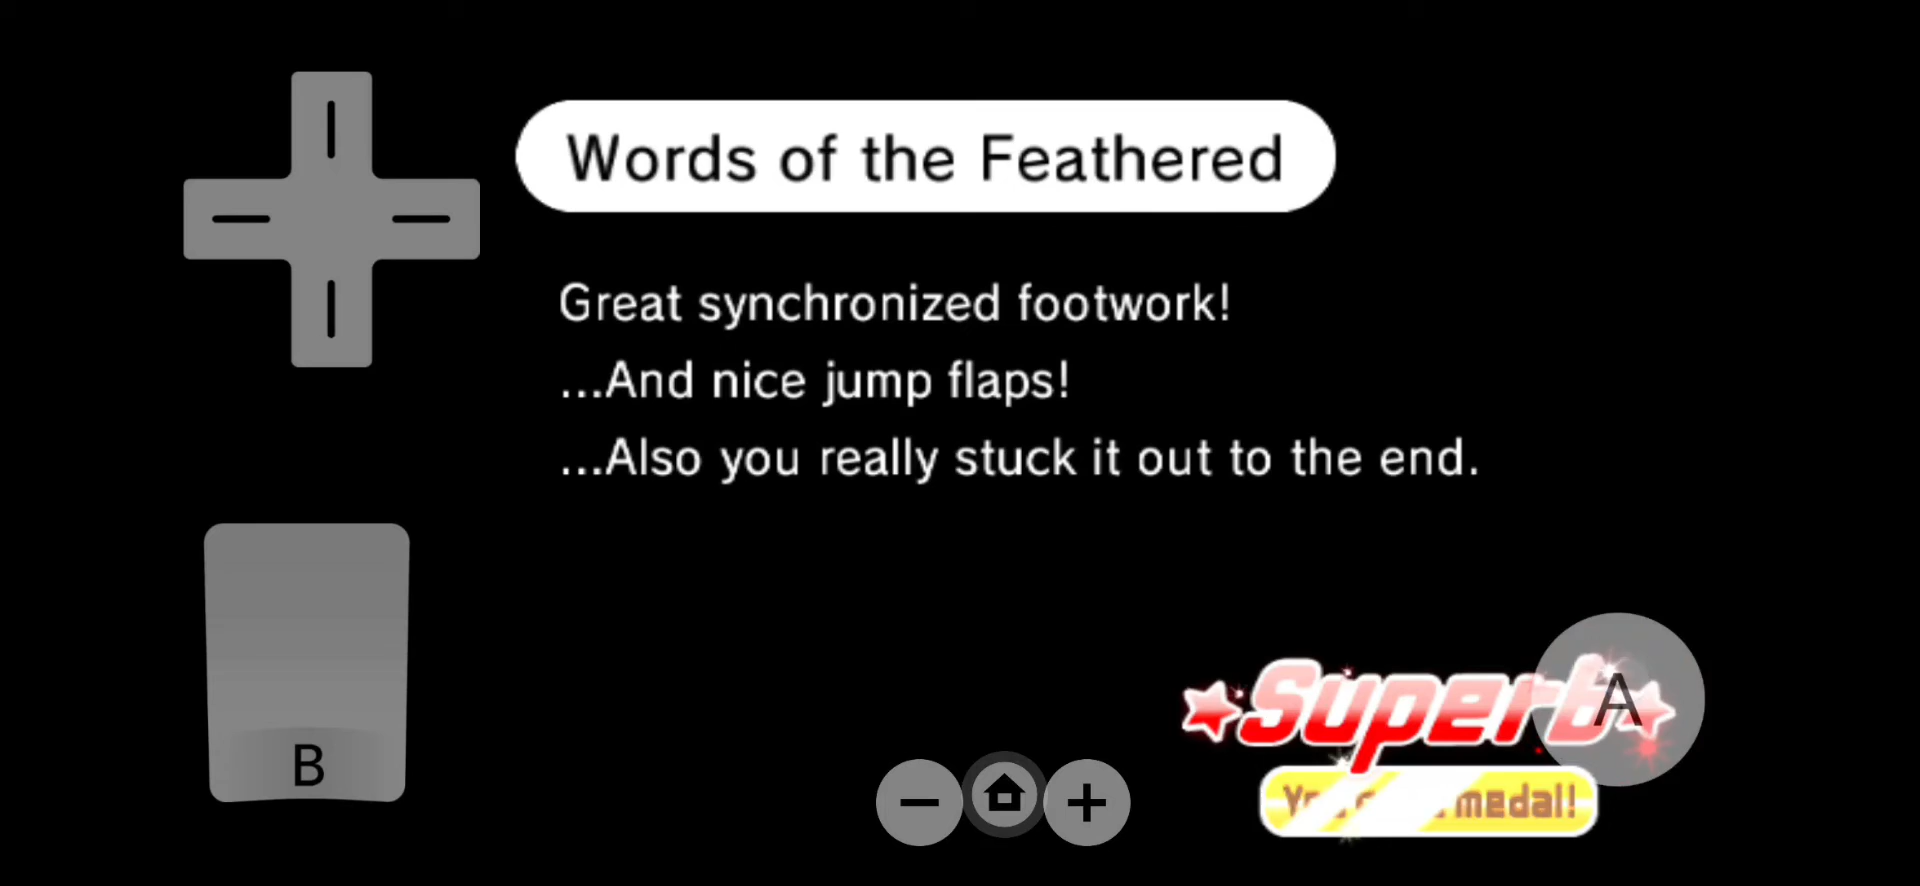 Words of the Feathered
Great synchronized footwork!
...And nice jump flaps!
...Also you really stuck it out to the end.
B
Superb
A
medal!